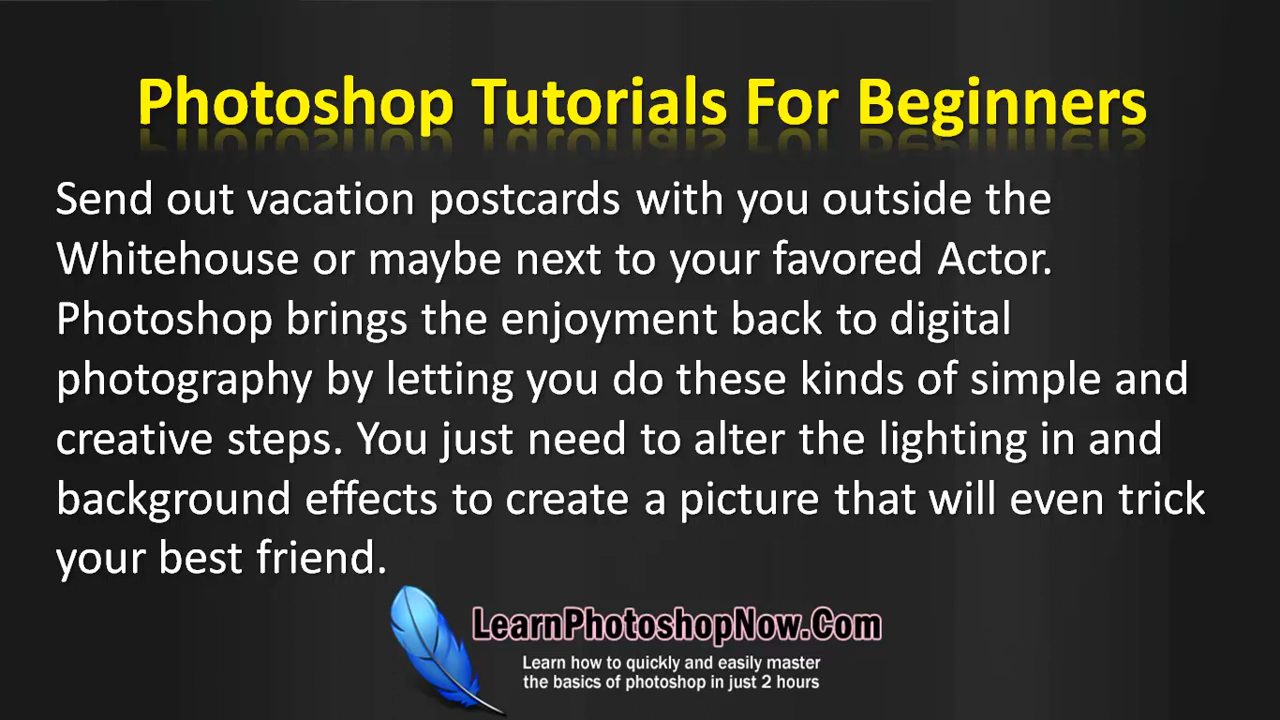 Photoshop Tutorials For Beginners
Send out vacation postcards with you outside the
Whitehouse or maybe next to your favored Actor.
Photoshop brings the enjoyment back to digital
photography by letting you do these kinds of simple and
creative steps. You just need to alter the lighting in and
background effects to create a picture that will even trick
your best friend.
LearnPhotoshopNow.Com
Learn how to quickly and easily master
the basics of photoshop in just 2 hours